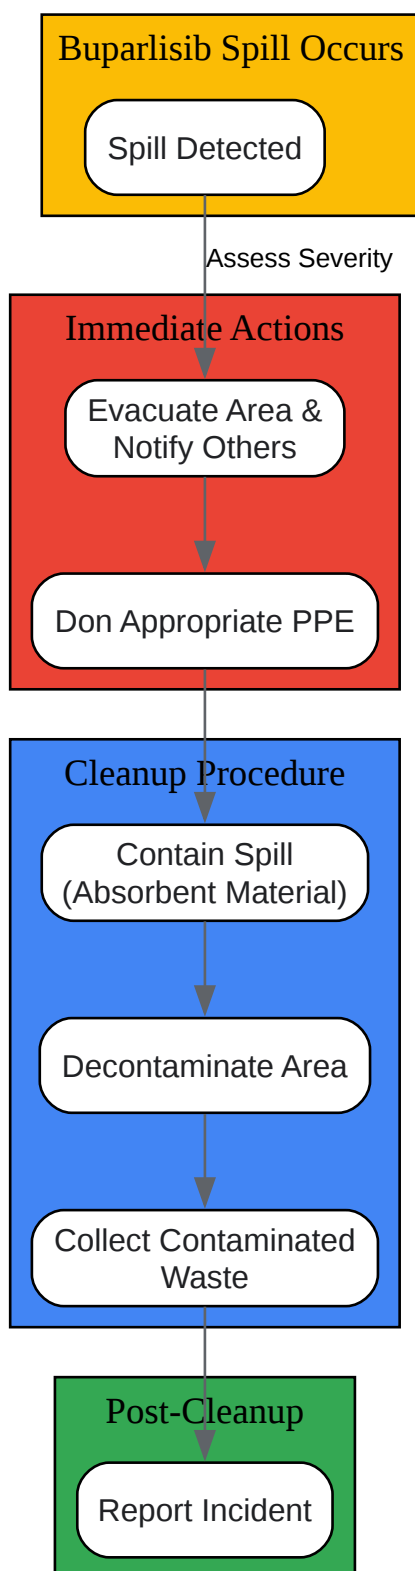 Buparlisib Spill Occurs
Spill Detected
Assess Severity
Immediate Actions
Evacuate Area &
Notify Others
Don Appropriate PPE
Cleanup Procedure
Contain Spill
(Absorbent Material)
Decontaminate Area
Collect Contaminated
Waste
Post-Cleanup
Report Incident